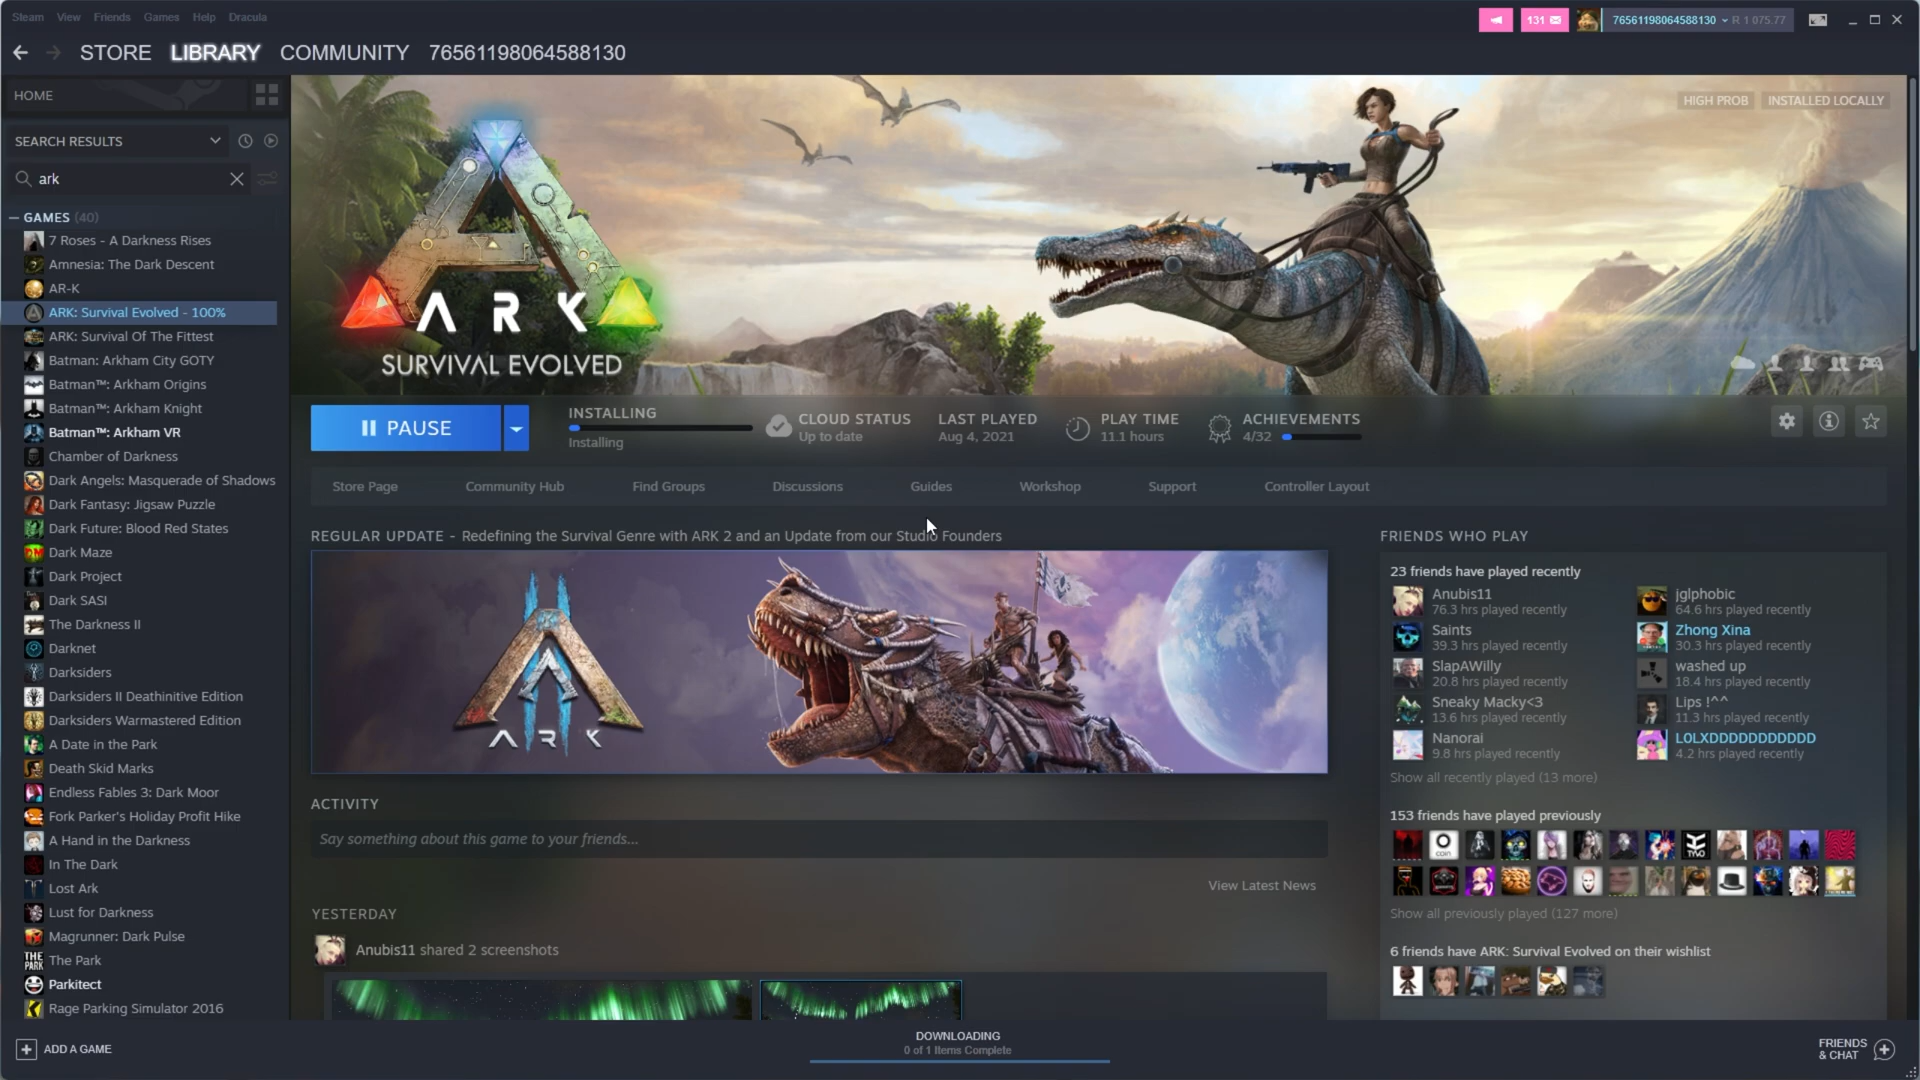 Steam View Friends Games Help Dracula
131
76561198064588130 R 1 075.77
STORE LIBRARY COMMUNITY 76561198064588130
HOME
SEARCH RESULTS
ark
GAMES (40)
7 Roses - A Darkness Rises
Amnesia: The Dark Descent
AR-K
ARK: Survival Evolved - 100%
ARK: Survival Of The Fittest
Batman: Arkham City GOTY
Batman™: Arkham Origins
Batman™: Arkham Knight
Batman™: Arkham VR
Chamber of Darkness
Dark Angels: Masquerade of Shadows
Dark Fantasy: Jigsaw Puzzle
Dark Future: Blood Red States
Dark Maze
Dark Project
Dark SASI
The Darkness II
Darknet
Darksiders
Darksiders II Deathinitive Edition
Darksiders Warmastered Edition
A Date in the Park
Death Skid Marks
Endless Fables 3: Dark Moor
Fork Parker's Holiday Profit Hike
A Hand in the Darkness
In The Dark
Lost Ark
Lust for Darkness
Magrunner: Dark Pulse
The Park
Parkitect
Rage Parking Simulator 2016
ADD A GAME
HIGH PROB INSTALLED LOCALLY
ARK
SURVIVAL EVOLVED
PAUSE
INSTALLING
Installing
CLOUD STATUS
Up to date
LAST PLAYED
Aug 4, 2021
PLAY TIME
11.1 hours
ACHIEVEMENTS
4/32
Store Page Community Hub Find Groups Discussions Guides Workshop Support Controller Layout
REGULAR UPDATE - Redefining the Survival Genre with ARK 2 and an Update from our Studio Founders
ARK
ACTIVITY
Say something about this game to your friends...
View Latest News
YESTERDAY
Anubis11 shared 2 screenshots
FRIENDS WHO PLAY
23 friends have played recently
Anubis11
76.3 hrs played recently
jglphobic
64.6 hrs played recently
Saints
39.3 hrs played recently
Zhong Xina
30.3 hrs played recently
SlapAWilly
20.8 hrs played recently
washed up
18.4 hrs played recently
Sneaky Macky<3
13.6 hrs played recently
Lips !^^
11.3 hrs played recently
Nanorai
9.8 hrs played recently
LOLXDDDDDDDDDDD
4.2 hrs played recently
Show all recently played (13 more)
153 friends have played previously
Show all previously played (127 more)
6 friends have ARK: Survival Evolved on their wishlist
DOWNLOADING
0 of 1 Items Complete
FRIENDS
& CHAT